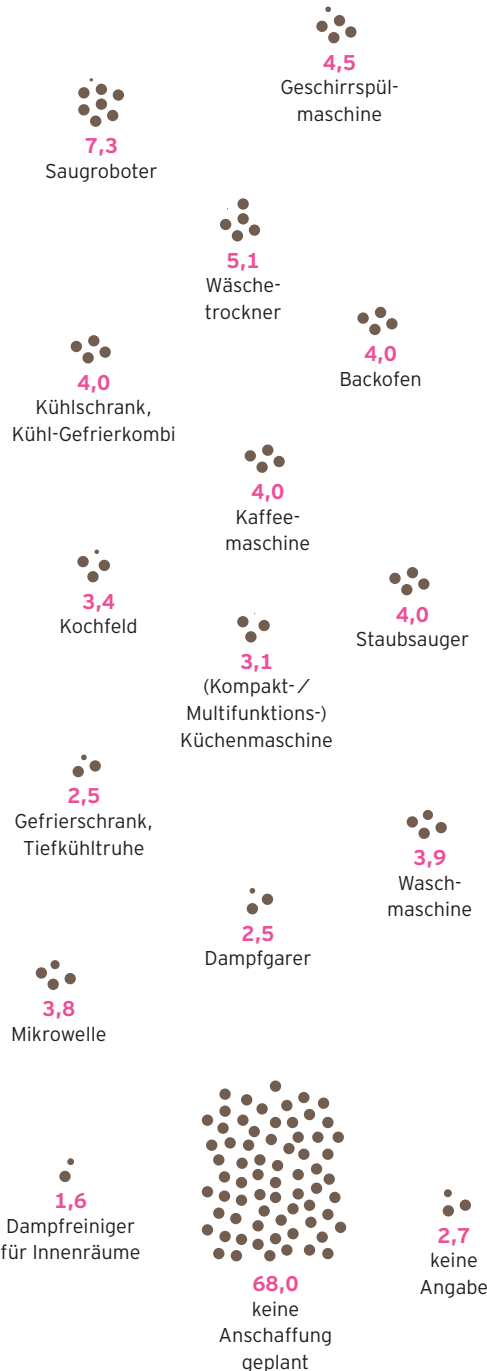 4,5
Geschirrspül-
maschine
7,3
Saugroboter
5,1
Wäsche-
trockner
4,0
Backofen
4,0
Kühlschrank,
Kühl-Gefrierkombi
4,0
Kaffee-
maschine
3,4
Kochfeld
4,0
Staubsauger
3,1
(Kompakt-/
Multifunktions-)
Küchenmaschine
2,5
Gefrierschrank,
Tiefkühltruhe
3,9
Wasch-
maschine
2,5
Dampfgarer
3,8
Mikrowelle
1,6
Dampfreiniger
für Innenräume
68,0
keine
Anschaffung
geplant
2,7
keine
Angabe